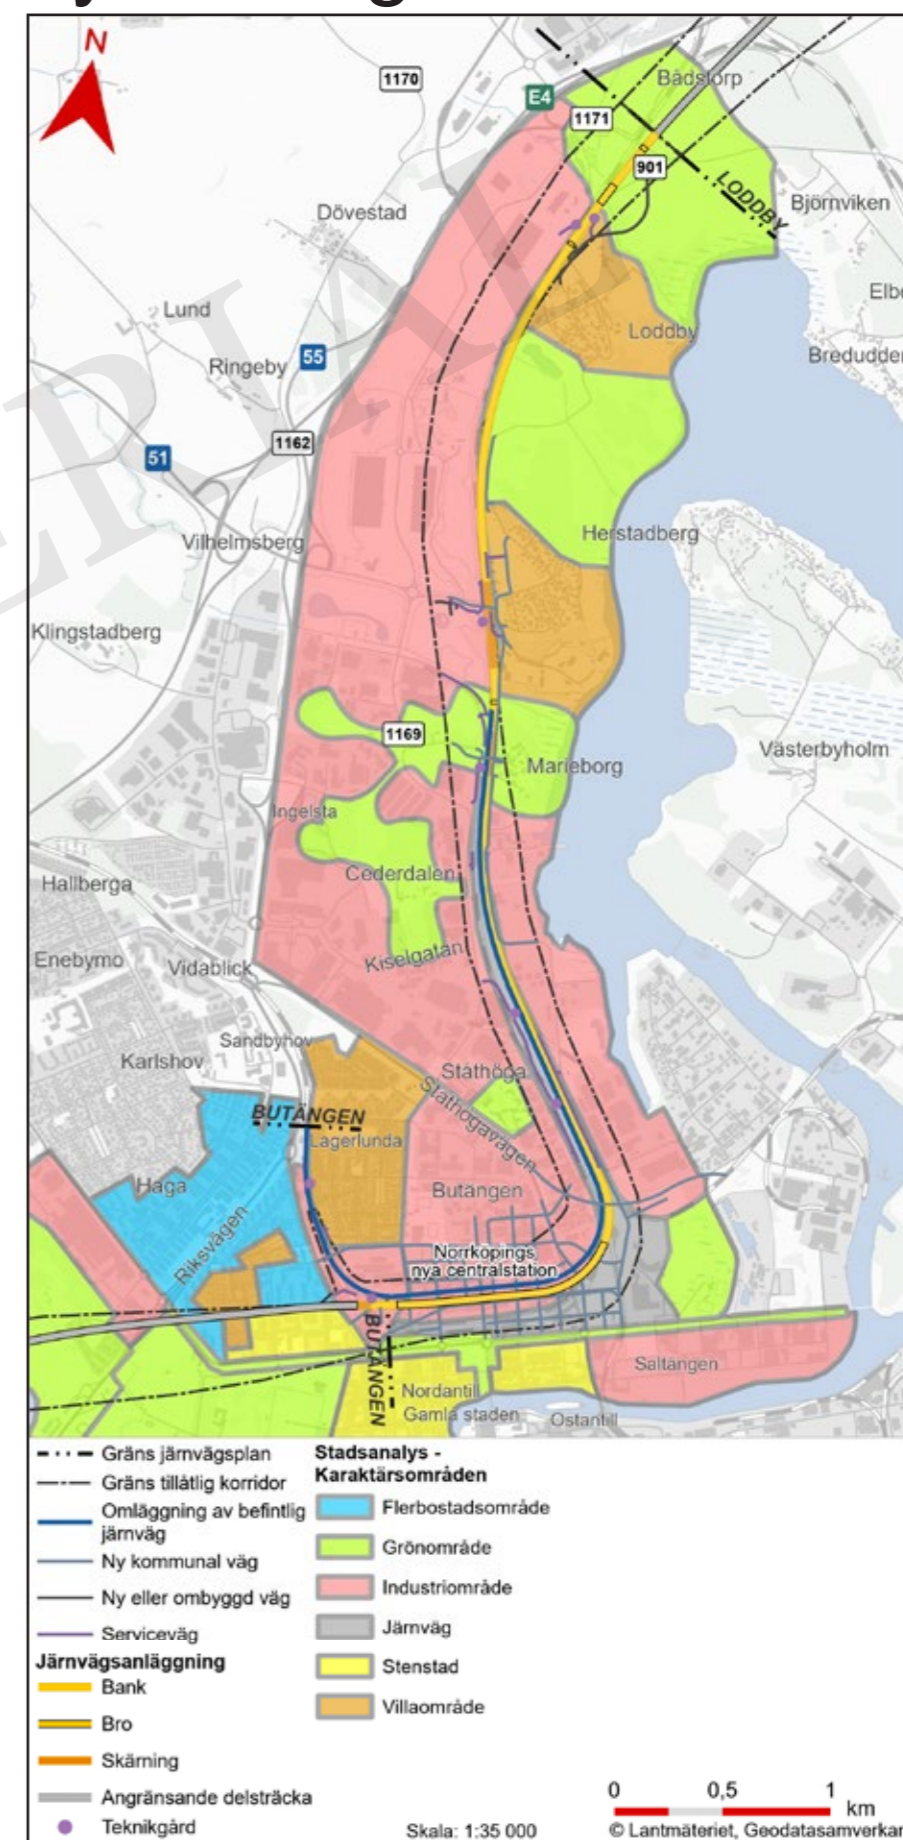 N
1170
E4
Bådstorp
1171
901
LODDBY
Björnviken
Dövestad
Lund
Ringeby
55
Loddby
1162
51
Vilhelmsberg
Herstadberg
Klingstadberg
1169
Västerbyholm
Marieborg
Ingelsta
Hallberga
Cederdalen
Enebymo
Vidablick
Kiselgatan
Sandbyhov
Karlshov
Ståthöga
BUTÄNGEN
Ståthögavägen
Lagerlunda
Haga
Butängen
Riksvägen
Norrköpings
nya centralstation
BUTÄNGEN
Saltängen
Nordantill
Gamla staden
Ostantill
Gräns järnvägsplan
Gräns tillåtlig korridor
Omläggning av befintlig
järnväg
Ny kommunal väg
Ny eller ombyggd väg
Serviceväg
Järnvägsanläggning
Bank
Bro
Skärning
Angränsande delsträcka
Teknikgård
Stadsanalys -
Karaktärsområden
Flerbostadsområde
Grönområde
Industriområde
Järnväg
Stenstad
Villaområde
0 0,5 1
km
Skala: 1:35 000
© Lantmäteriet, Geodatasamverkan